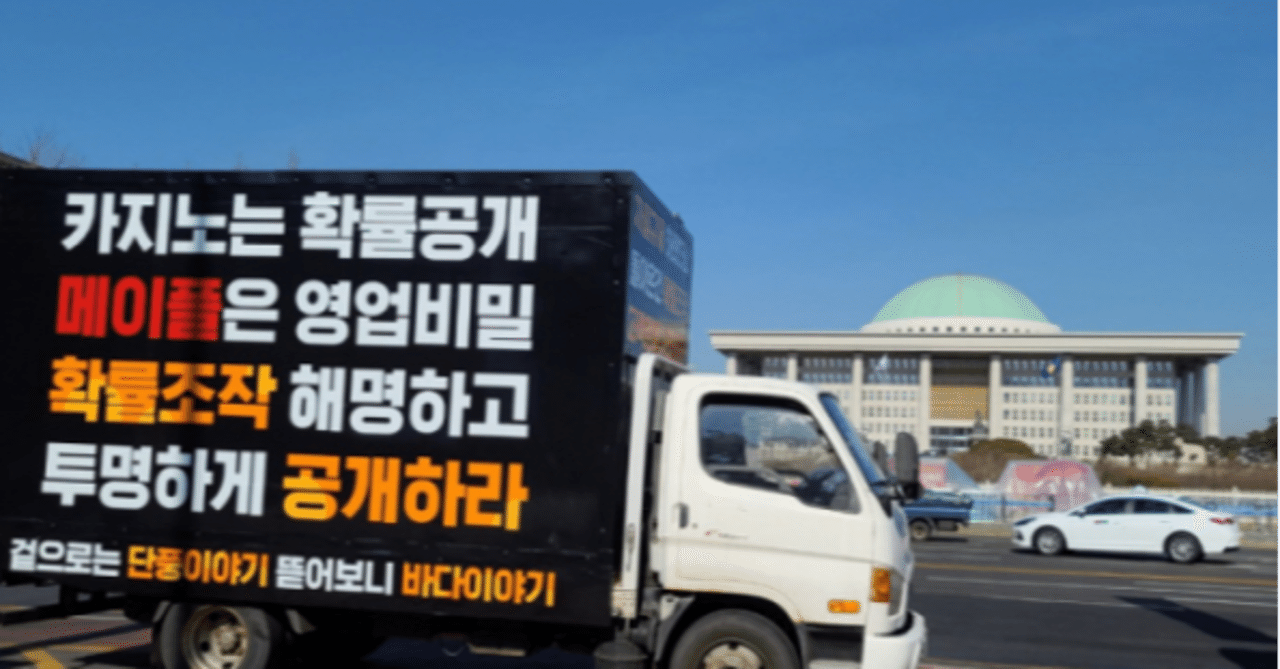 카지노는 확률공개
메이플은 영업비밀
확률조작 해명하고
투명하게 공개하라
겉으로는 단풍이야기 뜯어보니 바다이야기